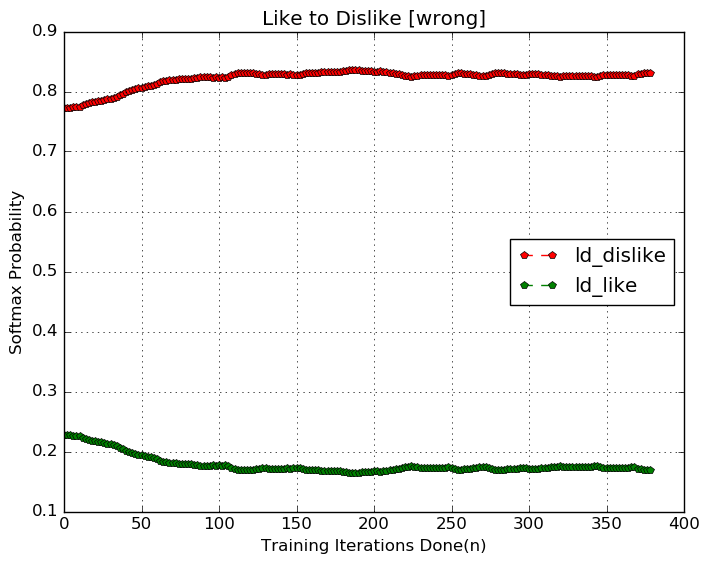 Like to Dislike [wrong]
0.9
0.8
0.7
0.6
0.5
0.4
0.3
0.2
0.1
Softmax Probability
ld_dislike
ld_like
0 50 100 150 200 250 300 350 400
Training Iterations Done(n)